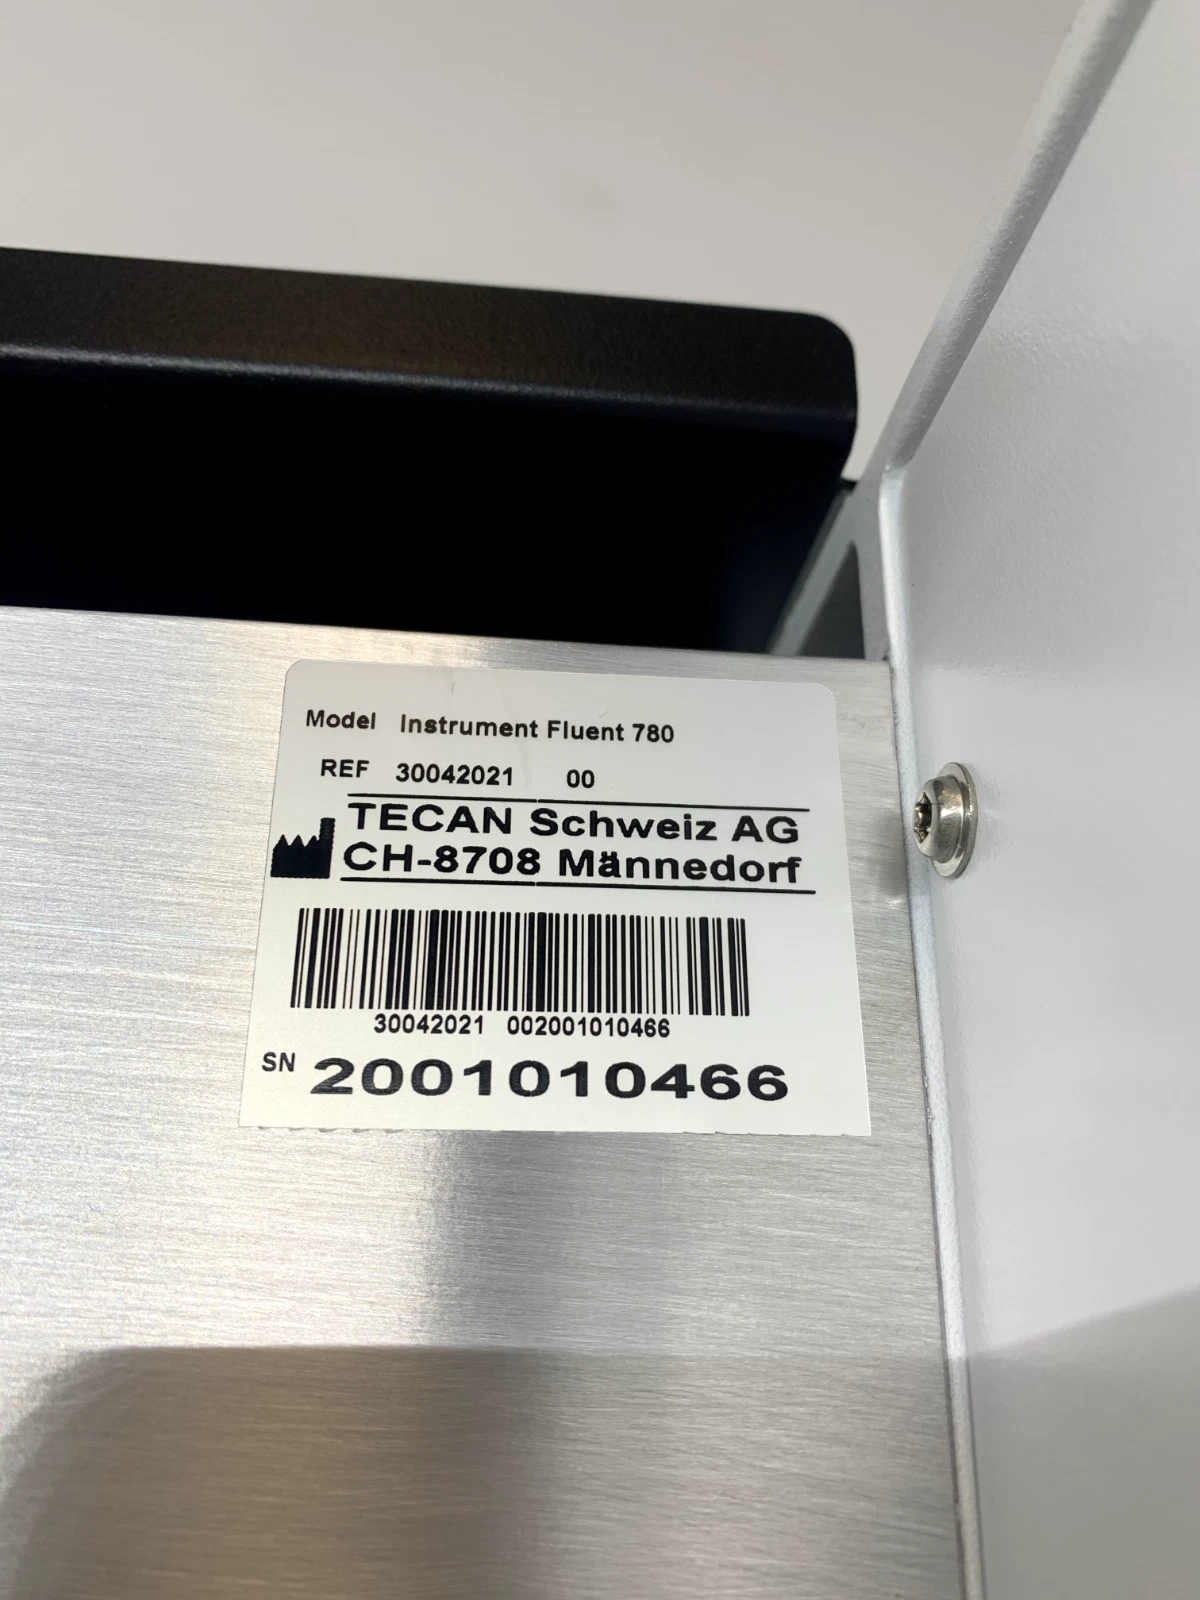 Model Instrument Fluent 780
REF 30042021 00
TECAN Schweiz AG
CH-8708 Männedorf
30042021 002001010466
SN 2001010466